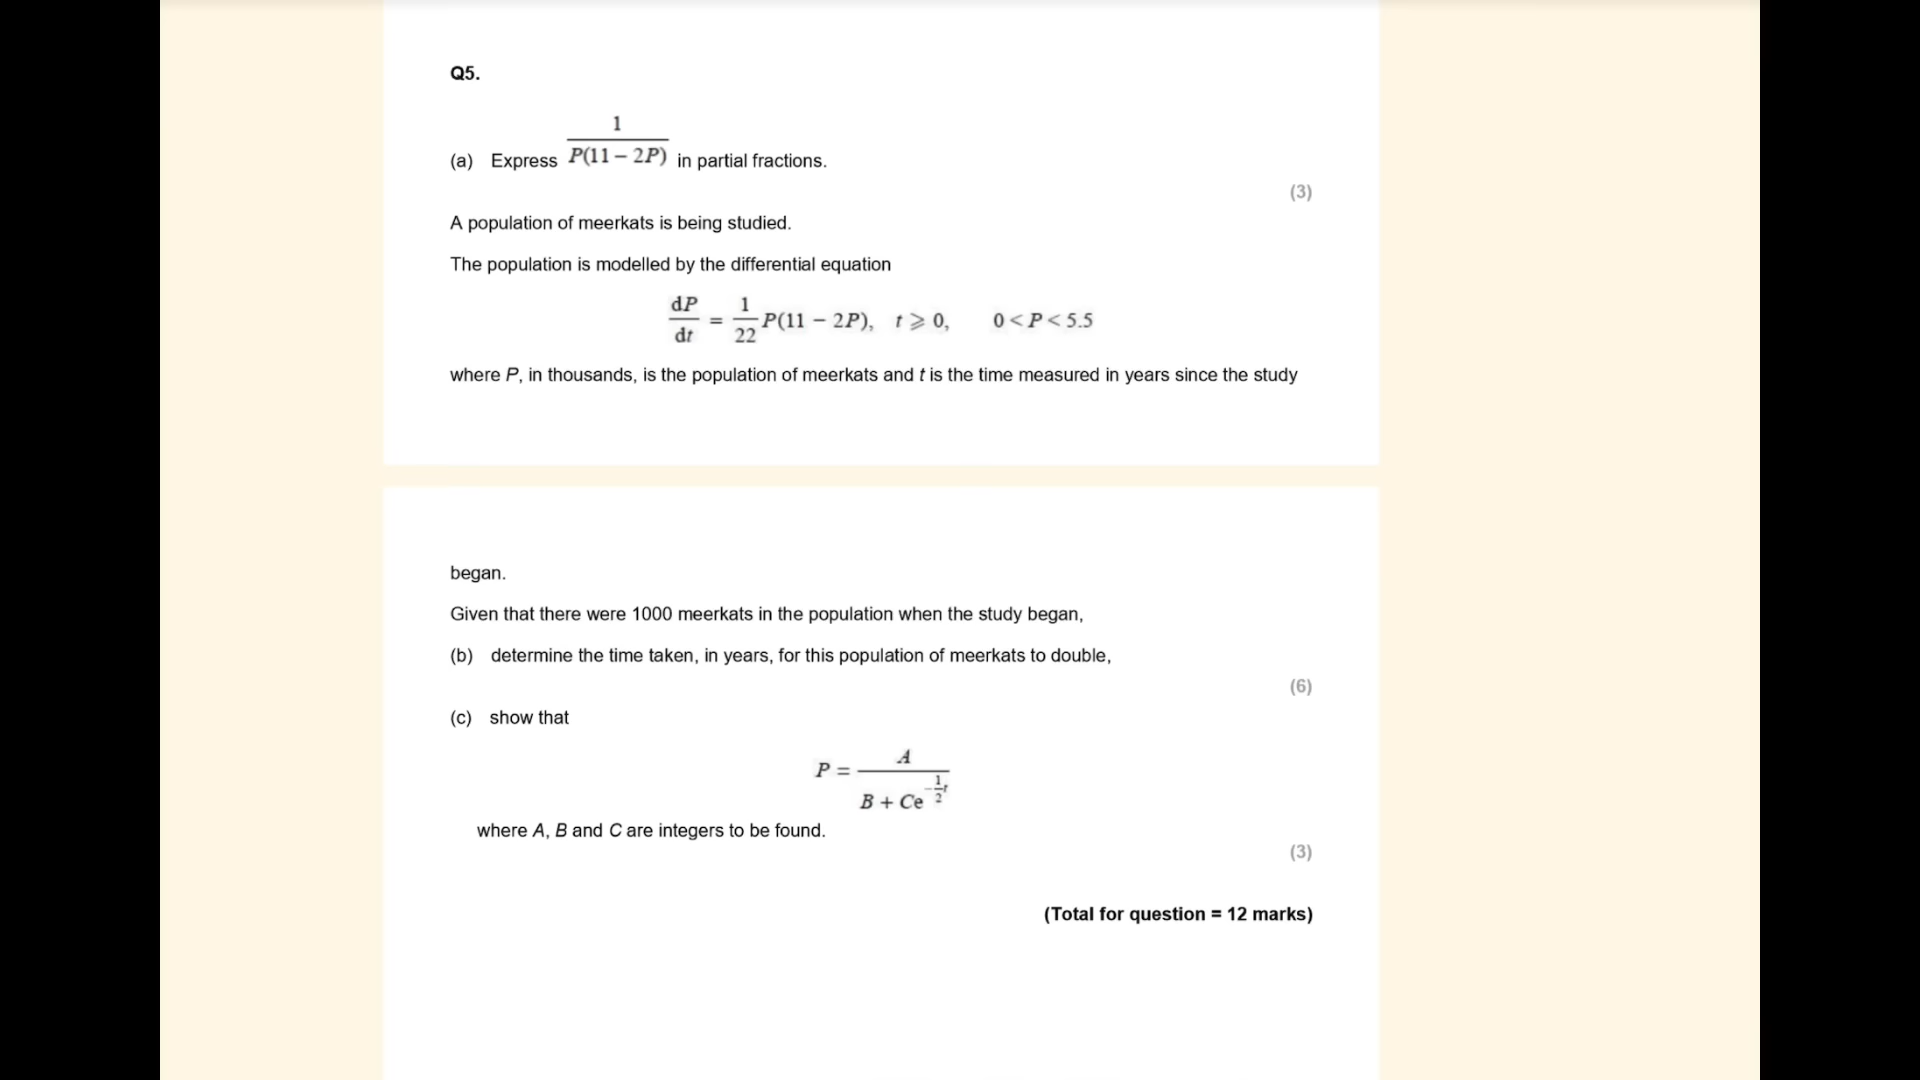 Q5.
(a) Express 1/(P(11 – 2P)) in partial fractions.
(3)
A population of meerkats is being studied.
The population is modelled by the differential equation
dP/dt = 1/22 P(11 – 2P), t ⩾ 0, 0 < P < 5.5
where P, in thousands, is the population of meerkats and t is the time measured in years since the study
began.
Given that there were 1000 meerkats in the population when the study began,
(b) determine the time taken, in years, for this population of meerkats to double,
(6)
(c) show that
P = A/(B + Ce^(-1/2 t))
where A, B and C are integers to be found.
(3)
(Total for question = 12 marks)